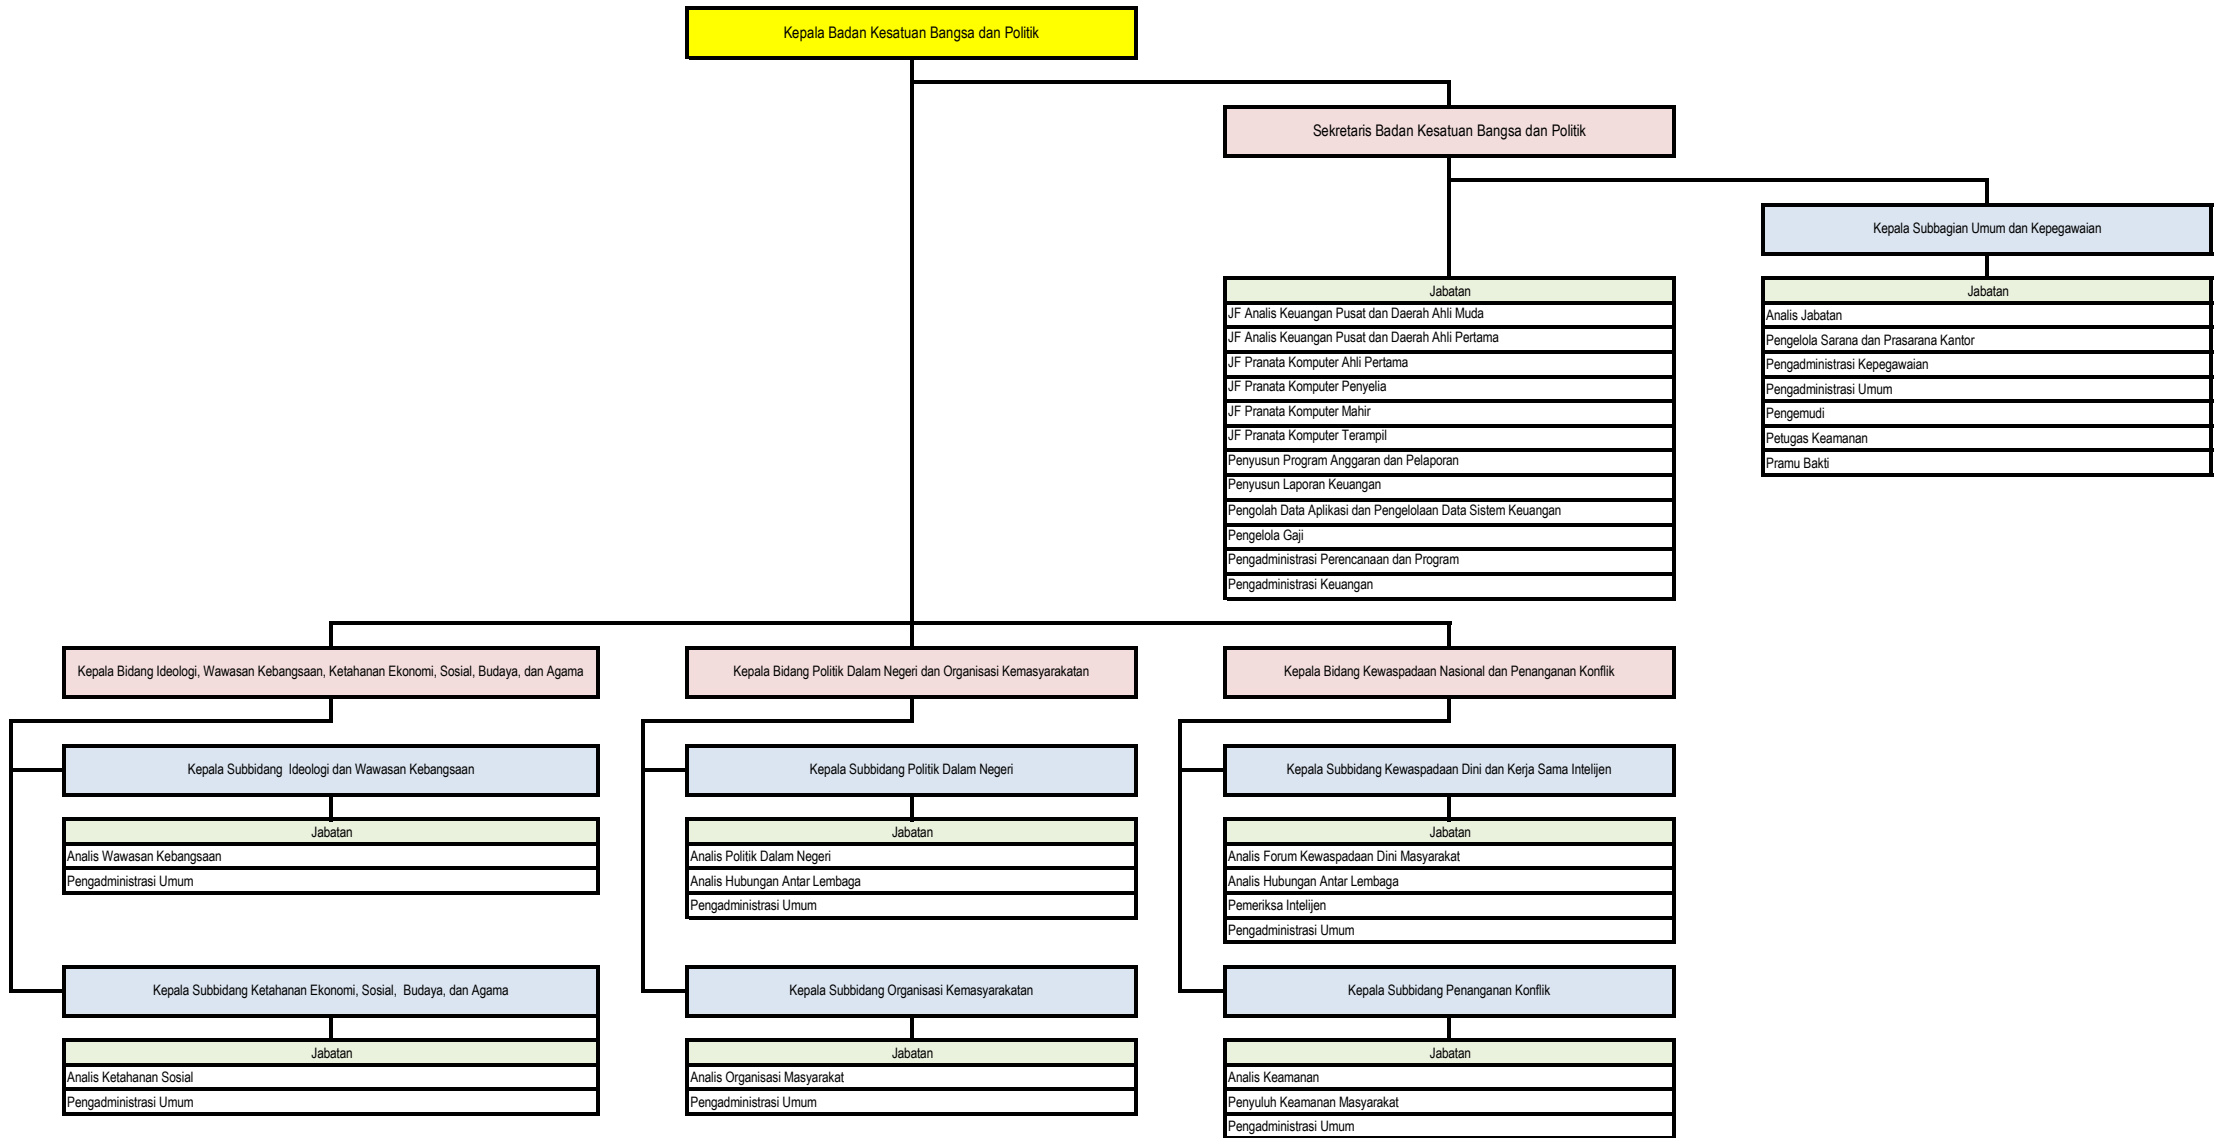 Kepala Badan Kesatuan Bangsa dan Politik
Sekretaris Badan Kesatuan Bangsa dan Politik
Kepala Subbagian Umum dan Kepegawaian
Jabatan
JF Analis Keuangan Pusat dan Daerah Ahli Muda
JF Analis Keuangan Pusat dan Daerah Ahli Pertama
JF Pranata Komputer Ahli Pertama
JF Pranata Komputer Penyelia
JF Pranata Komputer Mahir
JF Pranata Komputer Terampil
Penyusun Program Anggaran dan Pelaporan
Penyusun Laporan Keuangan
Pengolah Data Aplikasi dan Pengelolaan Data Sistem Keuangan
Pengelola Gaji
Pengadministrasi Perencanaan dan Program
Pengadministrasi Keuangan
Jabatan
Analis Jabatan
Pengelola Sarana dan Prasarana Kantor
Pengadministrasi Kepegawaian
Pengadministrasi Umum
Pengemudi
Petugas Keamanan
Pramu Bakti
Kepala Bidang Ideologi, Wawasan Kebangsaan, Ketahanan Ekonomi, Sosial, Budaya, dan Agama
Kepala Subbidang Ideologi dan Wawasan Kebangsaan
Jabatan
Analis Wawasan Kebangsaan
Pengadministrasi Umum
Kepala Subbidang Ketahanan Ekonomi, Sosial, Budaya, dan Agama
Jabatan
Analis Ketahanan Sosial
Pengadministrasi Umum
Kepala Bidang Politik Dalam Negeri dan Organisasi Kemasyarakatan
Kepala Subbidang Politik Dalam Negeri
Jabatan
Analis Politik Dalam Negeri
Analis Hubungan Antar Lembaga
Pengadministrasi Umum
Kepala Subbidang Organisasi Kemasyarakatan
Jabatan
Analis Organisasi Masyarakat
Pengadministrasi Umum
Kepala Bidang Kewaspadaan Nasional dan Penanganan Konflik
Kepala Subbidang Kewaspadaan Dini dan Kerja Sama Intelijen
Jabatan
Analis Forum Kewaspadaan Dini Masyarakat
Analis Hubungan Antar Lembaga
Pemeriksa Intelijen
Pengadministrasi Umum
Kepala Subbidang Penanganan Konflik
Jabatan
Analis Keamanan
Penyuluh Keamanan Masyarakat
Pengadministrasi Umum